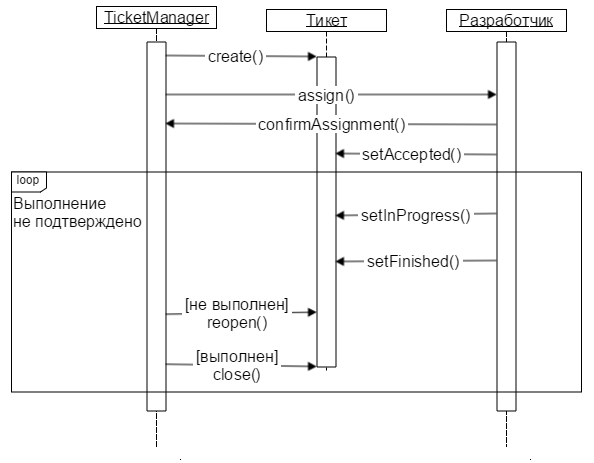 TicketManager
Тикет
Разработчик
create()
assign()
confirmAssignment()
setAccepted()
loop
Выполнение
не подтверждено
setInProgress()
setFinished()
[не выполнен]
reopen()
[выполнен]
close()